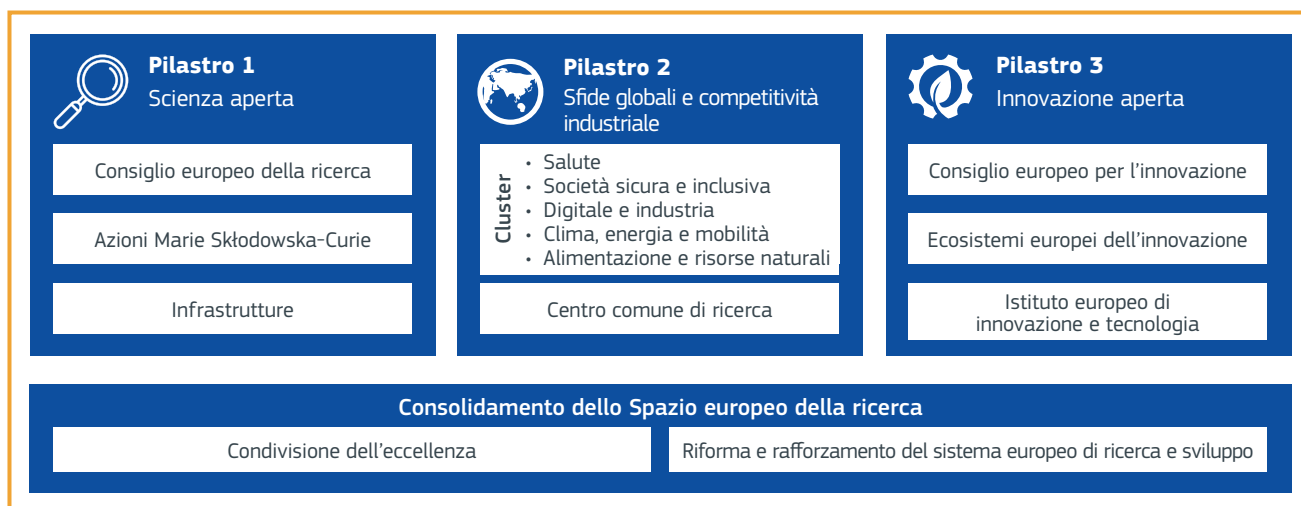 Pilastro 1
Scienza aperta
Consiglio europeo della ricerca
Azioni Marie Skłodowska-Curie
Infrastrutture
Pilastro 2
Sfide globali e competitività
industriale
Cluster
• Salute
• Società sicura e inclusiva
• Digitale e industria
• Clima, energia e mobilità
• Alimentazione e risorse naturali
Centro comune di ricerca
Pilastro 3
Innovazione aperta
Consiglio europeo per l'innovazione
Ecosistemi europei dell'innovazione
Istituto europeo di
innovazione e tecnologia
Consolidamento dello Spazio europeo della ricerca
Condivisione dell'eccellenza
Riforma e rafforzamento del sistema europeo di ricerca e sviluppo